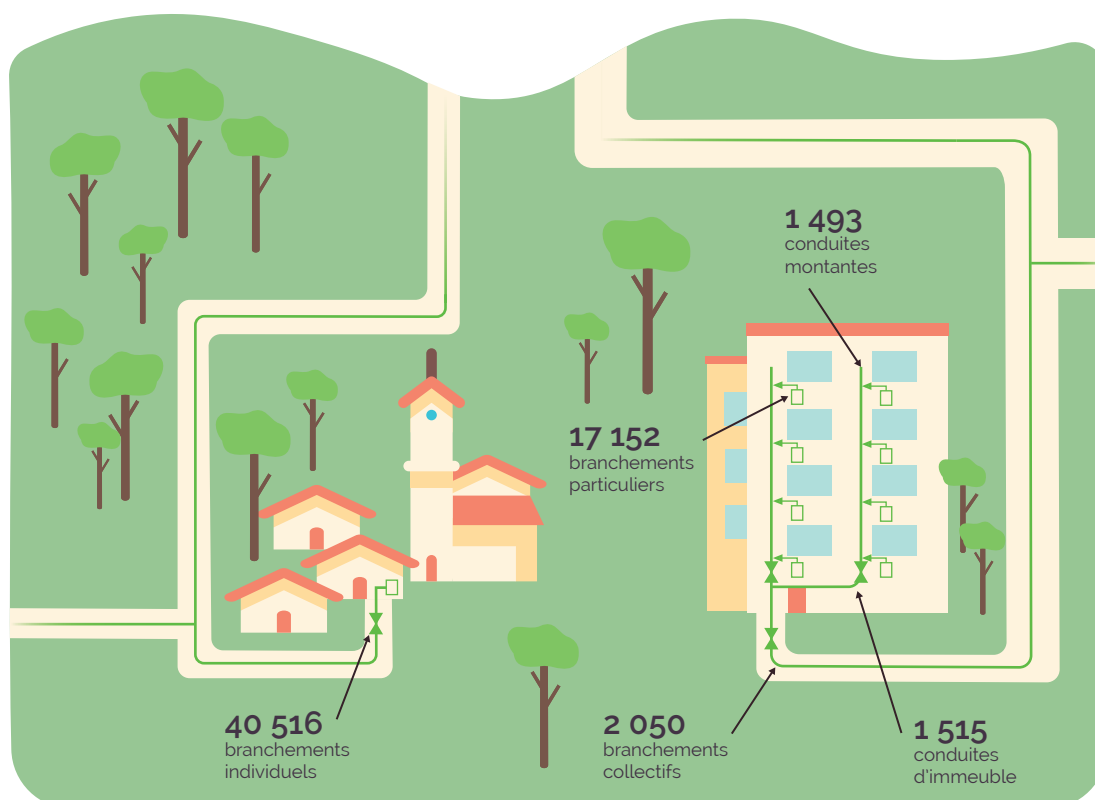 1 493
conduites
montantes
17 152
branchements
particuliers
40 516
branchements
individuels
2 050
branchements
collectifs
1 515
conduites
d'immeuble